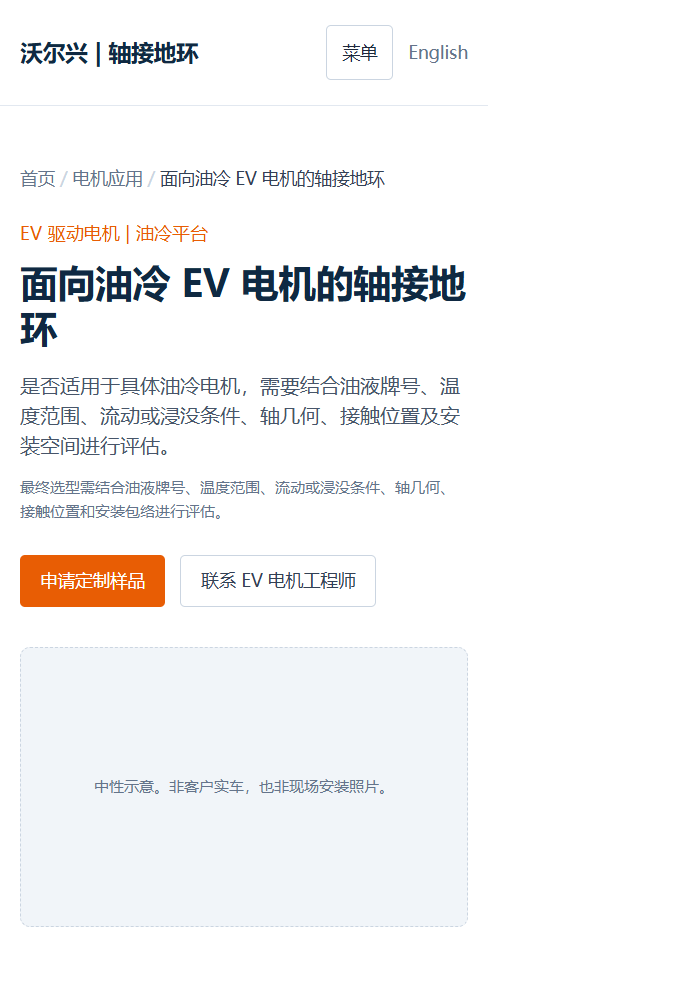 沃尔兴 | 轴接地环
菜单
English
首页 / 电机应用 / 面向油冷 EV 电机的轴接地环
EV 驱动电机 | 油冷平台
面向油冷 EV 电机的轴接地
环
是否适用于具体油冷电机，需要结合油液牌号、温
度范围、流动或浸没条件、轴几何、接触位置及安
装空间进行评估。
最终选型需结合油液牌号、温度范围、流动或浸没条件、轴几何、
接触位置和安装包络进行评估。
申请定制样品
联系 EV 电机工程师
中性示意。非客户实车，也非现场安装照片。